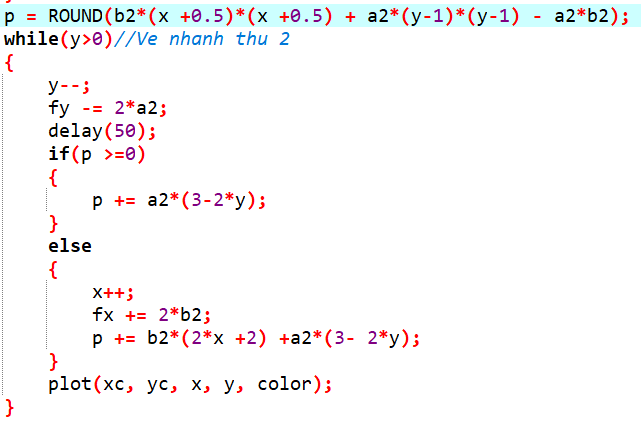 p = ROUND(b2*(x +0.5)*(x +0.5) + a2*(y-1)*(y-1) - a2*b2);
while(y>0)//Ve nhanh thu 2
{
    y--;
    fy -= 2*a2;
    delay(50);
    if(p >=0)
    {
        p += a2*(3-2*y);
    }
    else
    {
        x++;
        fx += 2*b2;
        p += b2*(2*x +2) +a2*(3- 2*y);
    }
    plot(xc, yc, x, y, color);
}